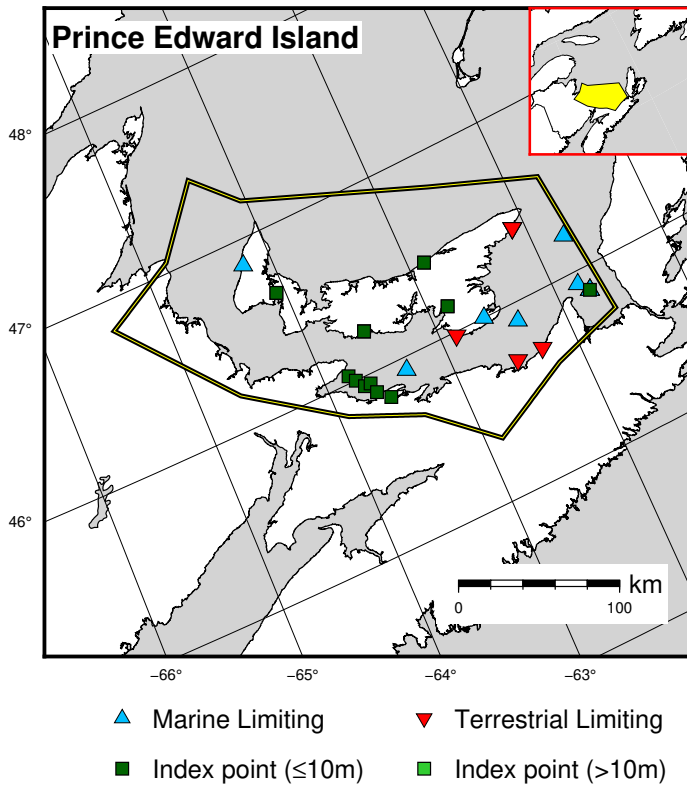 Prince Edward Island
48°
47°
46°
km
0 100
−66° −65° −64° −63°
Marine Limiting Terrestrial Limiting
Index point (≤10m) Index point (>10m)